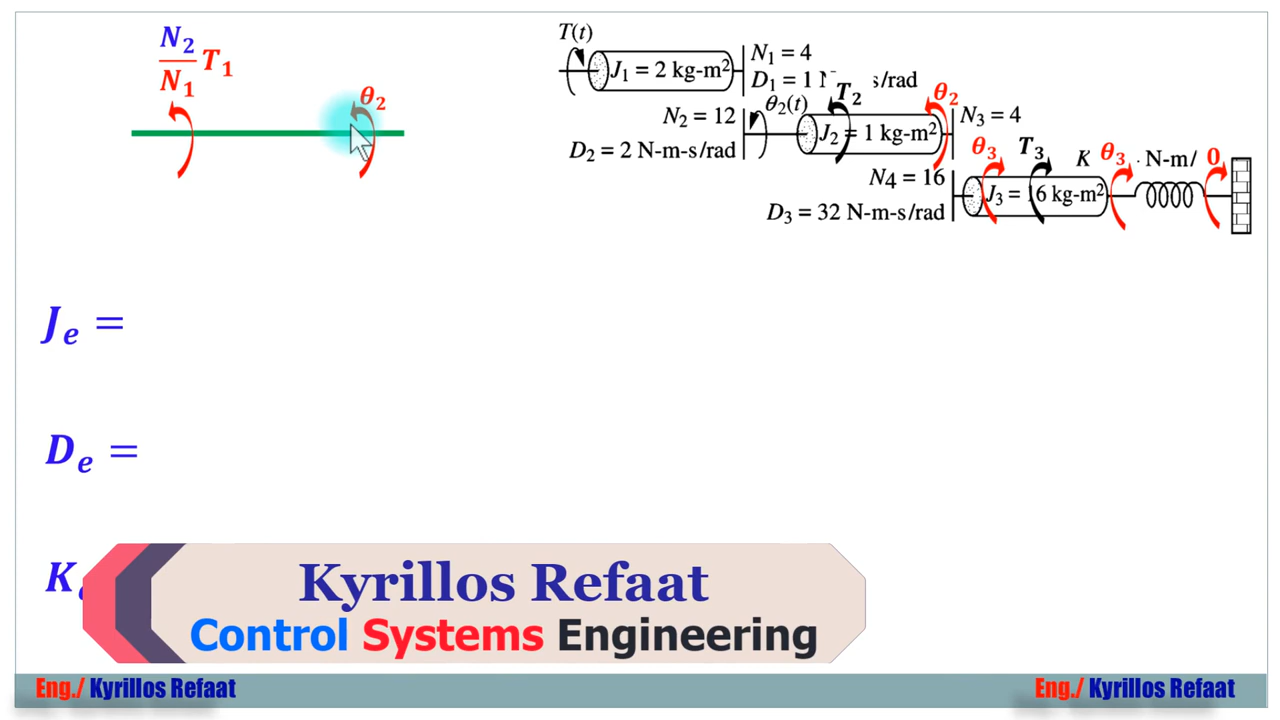 N₂
N₁ T₁
θ₂
T(t)
J₁ = 2 kg-m²
N₁ = 4
D₁ = 1 N s/rad
N₂ = 12
θ₂(t)
T₂
θ₂
J₂ = 1 kg-m²
N₃ = 4
D₂ = 2 N-m-s/rad
N₄ = 16
θ₃
T₃
J₃ = 16 kg-m²
K
θ₃
N-m/
0
D₃ = 32 N-m-s/rad
Jₑ =
Dₑ =
K
Kyrillos Refaat
Control Systems Engineering
Eng./ Kyrillos Refaat
Eng./ Kyrillos Refaat